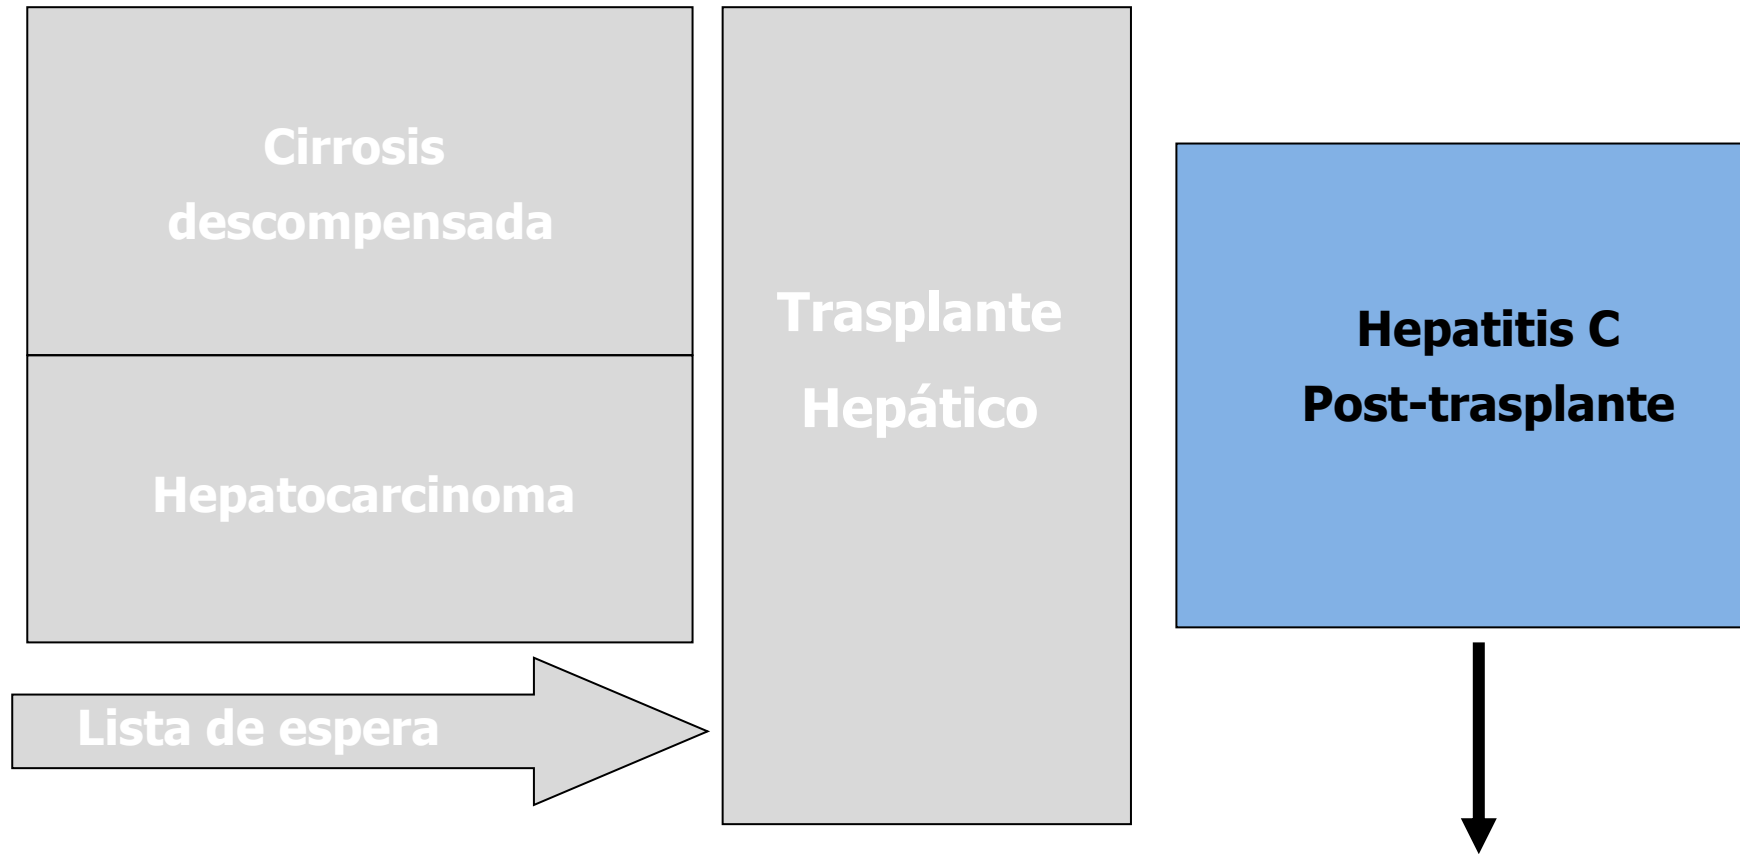 Cirrosis
descompensada
Hepatocarcinoma
Lista de espera
Trasplante
Hepático
Hepatitis C
Post-trasplante